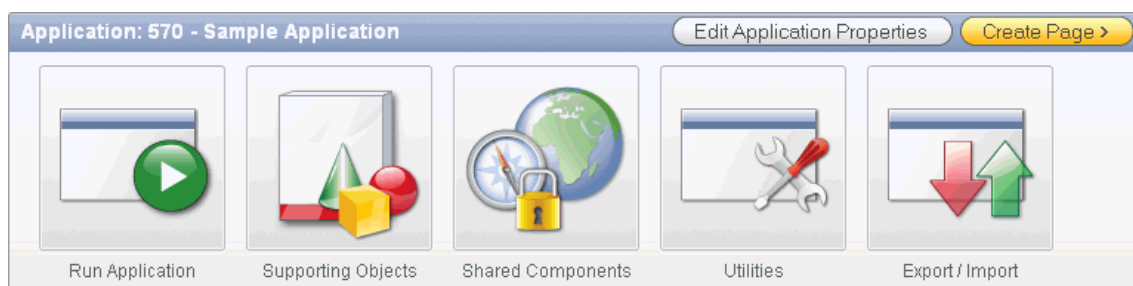 Application: 570 - Sample Application Edit Application Properties Create Page >
Run Application Supporting Objects Shared Components Utilities Export / Import